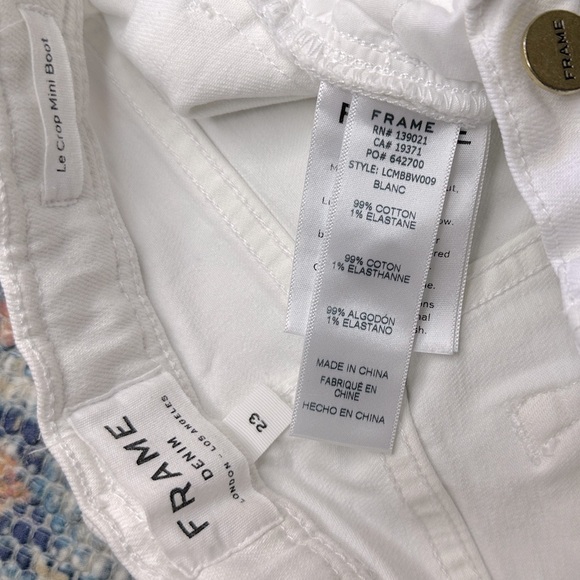 Le Crop Mini Boot
FRAME
FRAME
RN# 139021
CA# 19371
PO# 642700
STYLE: LCMBBW009
BLANC
99% COTTON
1% ELASTANE
99% COTON
1% ELASTHANNE
99% ALGODÓN
1% ELASTANO
MADE IN CHINA
FABRIQUÉ EN
CHINE
HECHO EN CHINA
23
FRAME
DENIM
LONDON - LOS ANGELES